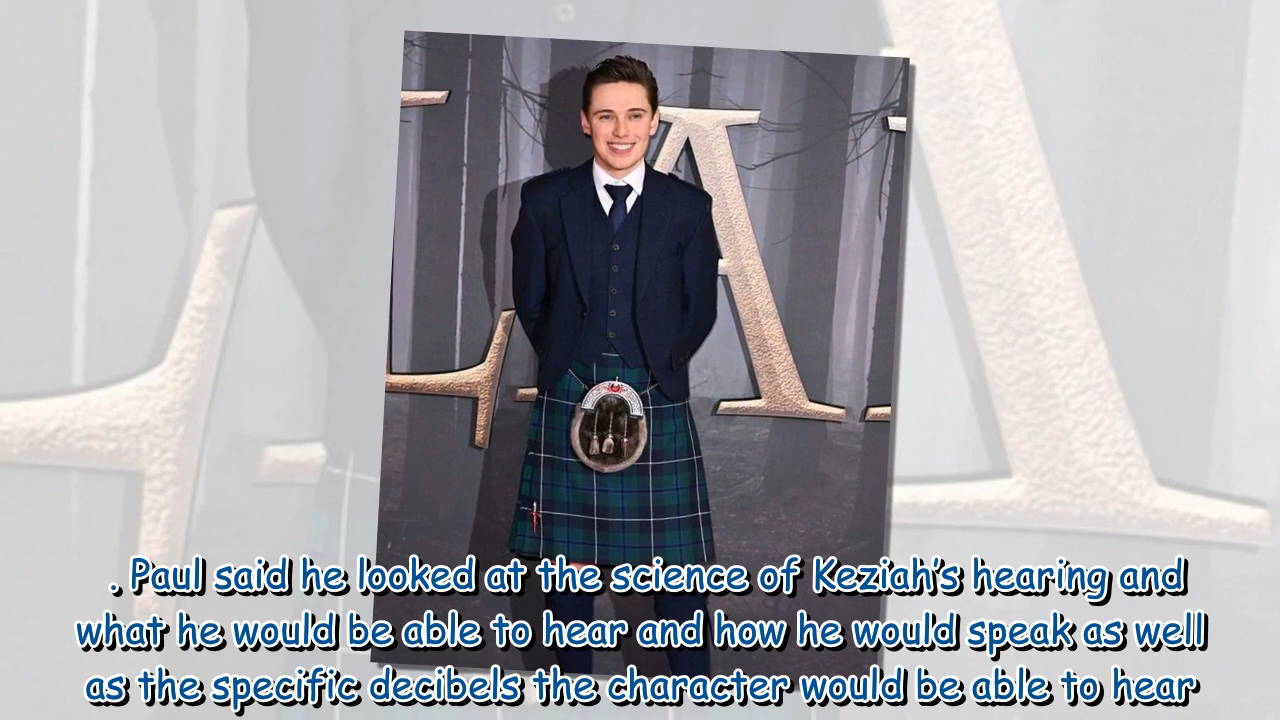 A
. Paul said he looked at the science of Keziah’s hearing and
what he would be able to hear and how he would speak as well
as the specific decibels the character would be able to hear